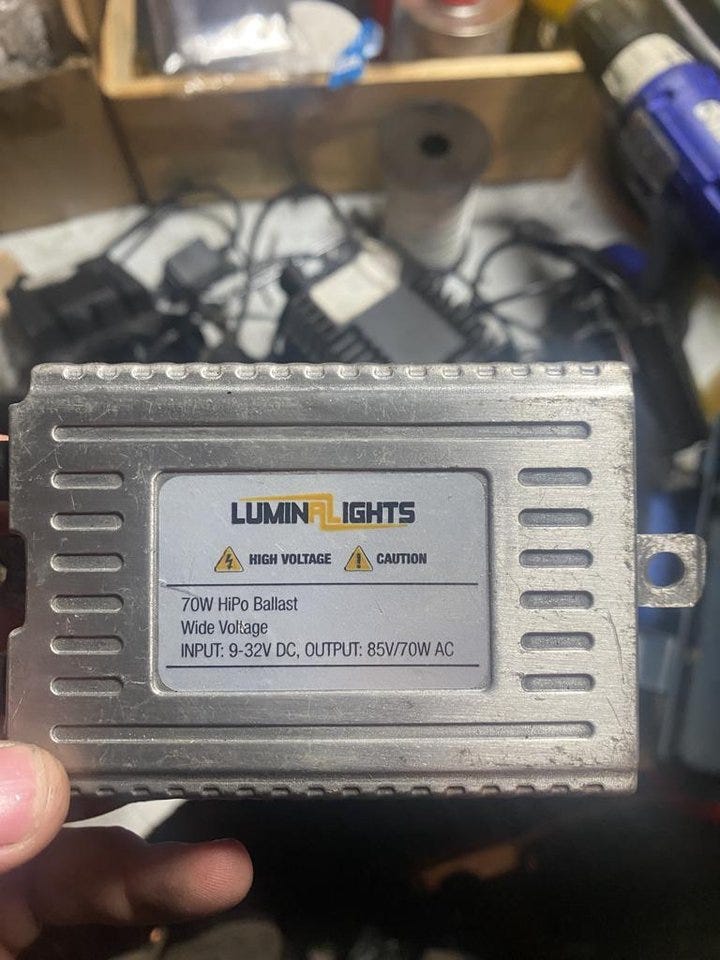 LUMINALIGHTS
HIGH VOLTAGE CAUTION
70W HiPo Ballast
Wide Voltage
INPUT: 9-32V DC, OUTPUT: 85V/70W AC